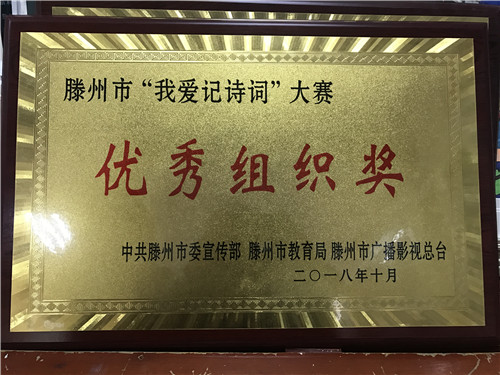 滕州市“我爱记诗词”大赛
优秀组织奖
中共滕州市委宣传部 滕州市教育局 滕州市广播影视总台
二〇一八年十月